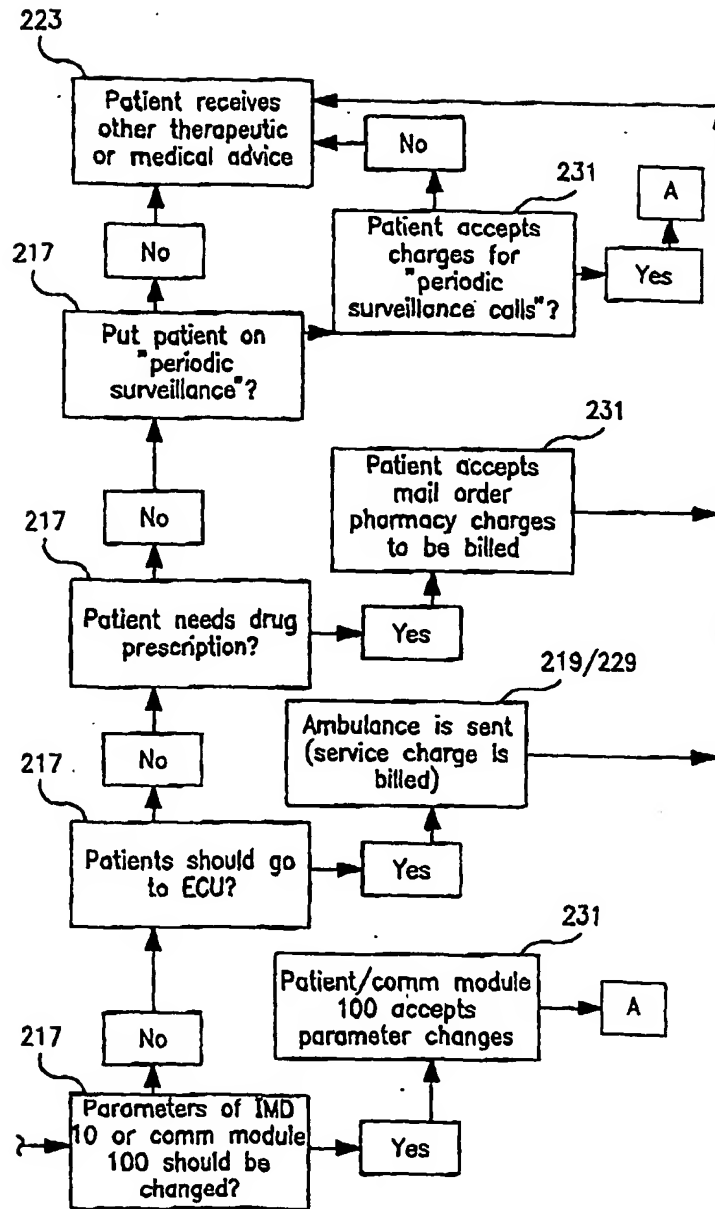 223
Patient receives
other therapeutic
or medical advice
No
231
A
No
Patient accepts
charges for
"periodic
surveillance calls"?
Yes
217
Put patient on
"periodic
surveillance"?
231
Patient accepts
mail order
pharmacy charges
to be billed
No
217
Patient needs drug
prescription?
Yes
219/229
Ambulance is sent
(service charge is
billed)
No
217
Patients should go
to ECU?
Yes
231
Patient/comm module
100 accepts
parameter changes
A
No
217
Parameters of IMD
10 or comm module
100 should be
changed?
Yes